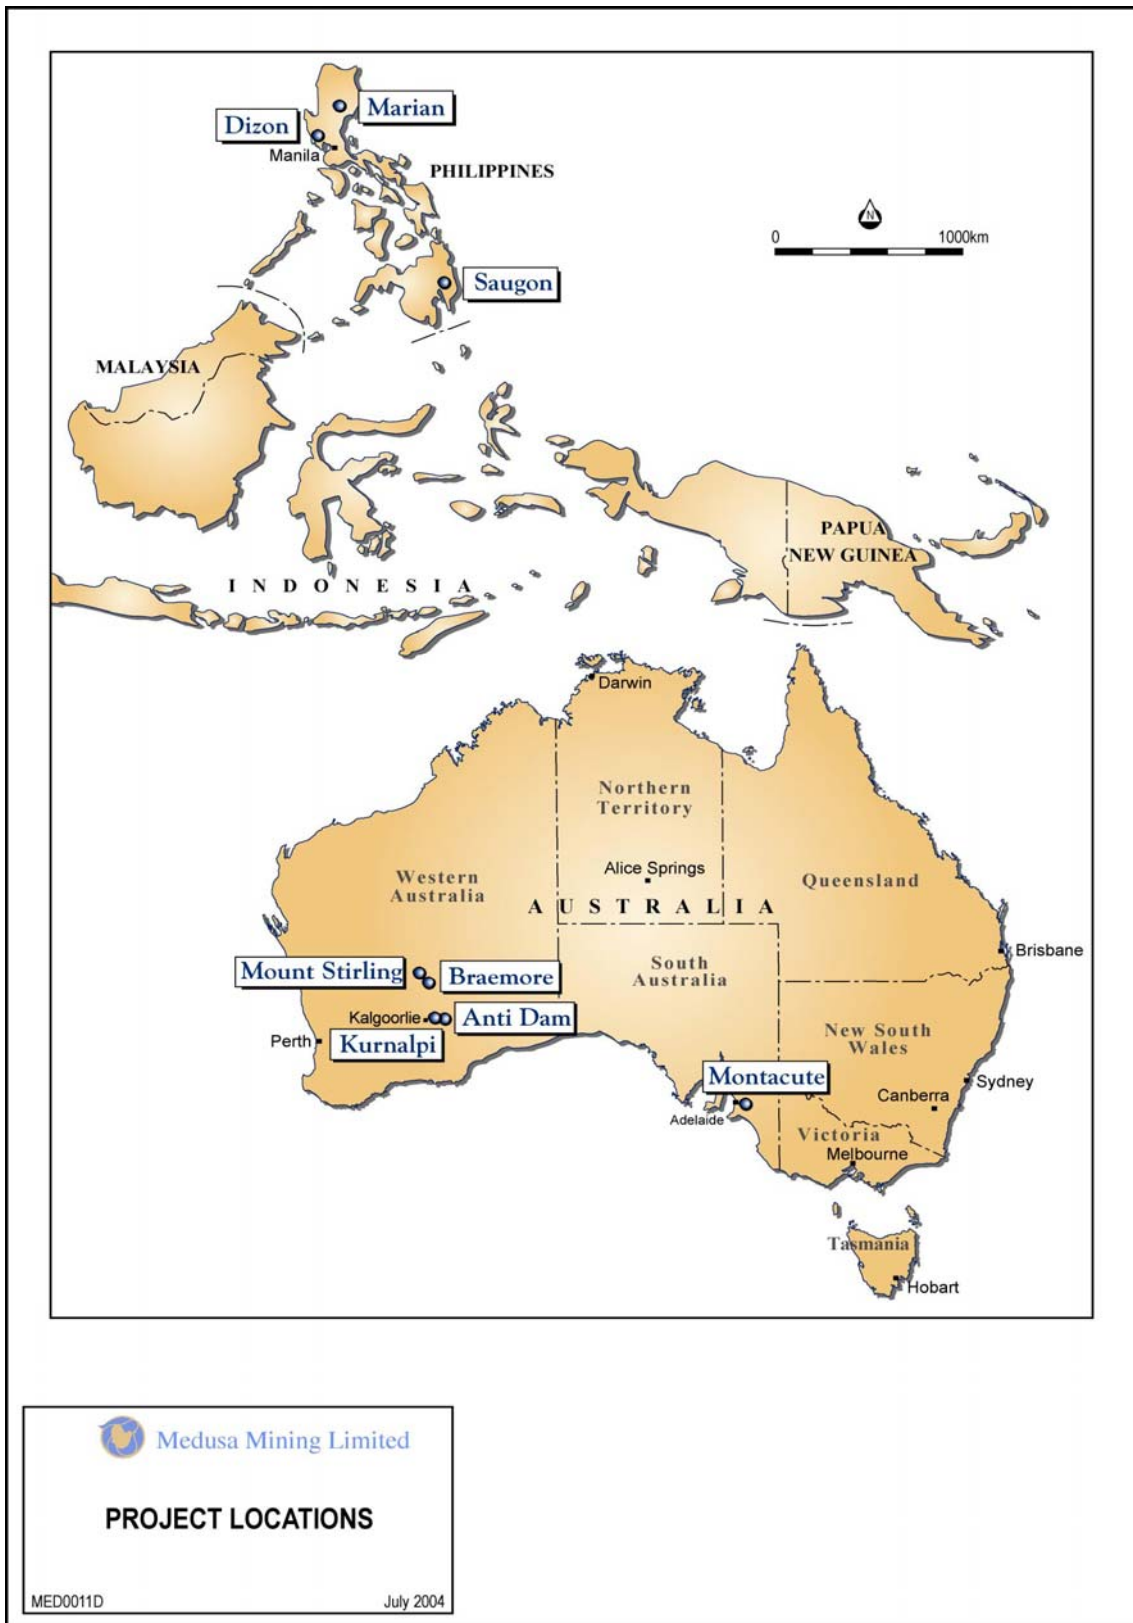 Marian
Dizon
Manila
PHILIPPINES
N
0 1000km
Saugon
MALAYSIA
PAPUA
NEW GUINEA
INDONESIA
Darwin
Northern
Territory
Western
Australia
Alice Springs
Queensland
AUSTRALIA
Brisbane
South
Australia
Mount Stirling
Braemore
Kalgoorlie
Anti Dam
Perth
Kurnalpi
New South
Wales
Montacute
Sydney
Canberra
Adelaide
Victoria
Melbourne
Tasmania
Hobart
Medusa Mining Limited
PROJECT LOCATIONS
MED0011D July 2004